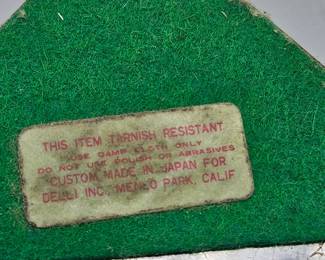 THIS ITEM TARNISH RESISTANT
USE DAMP CLOTH ONLY
DO NOT USE POLISH OR ABRASIVES
CUSTOM MADE IN JAPAN FOR
DELLI INC., MENLO PARK, CALIF